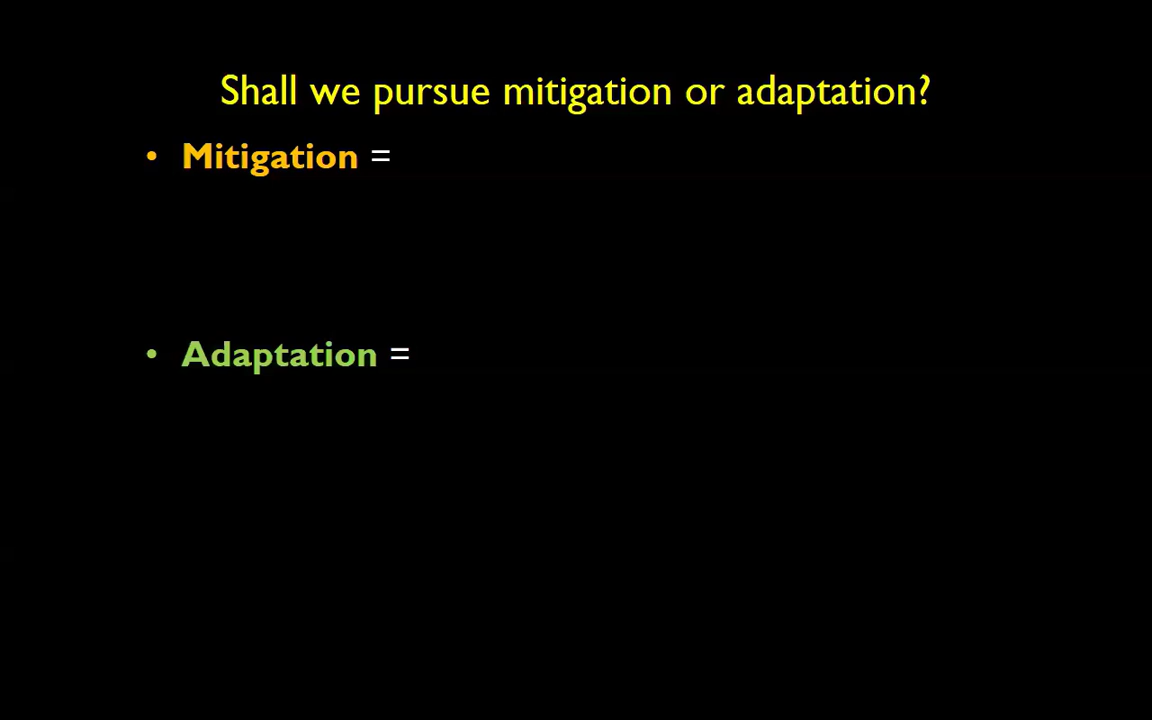 Shall we pursue mitigation or adaptation?
• Mitigation =
• Adaptation =